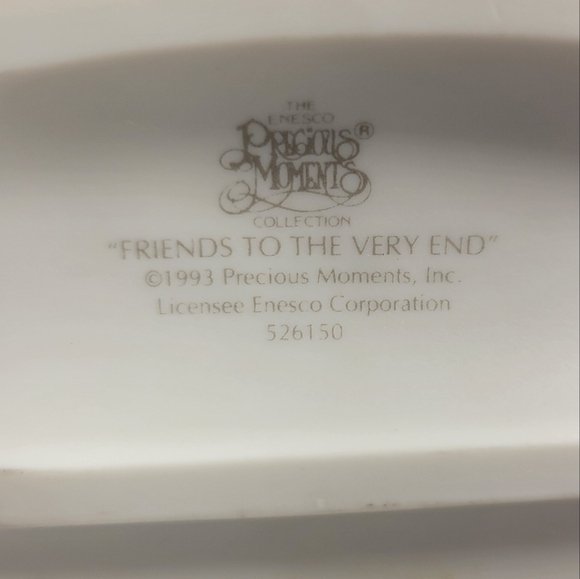 THE
ENESCO
PRECIOUS®
MOMENTS
COLLECTION
"FRIENDS TO THE VERY END"
©1993 Precious Moments, Inc.
Licensee Enesco Corporation
526150